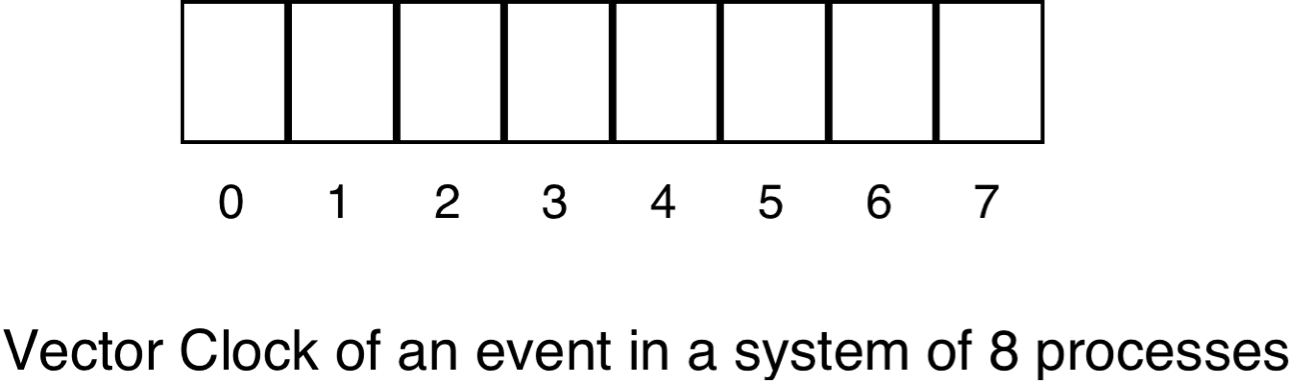 0 1 2 3 4 5 6 7
Vector Clock of an event in a system of 8 processes